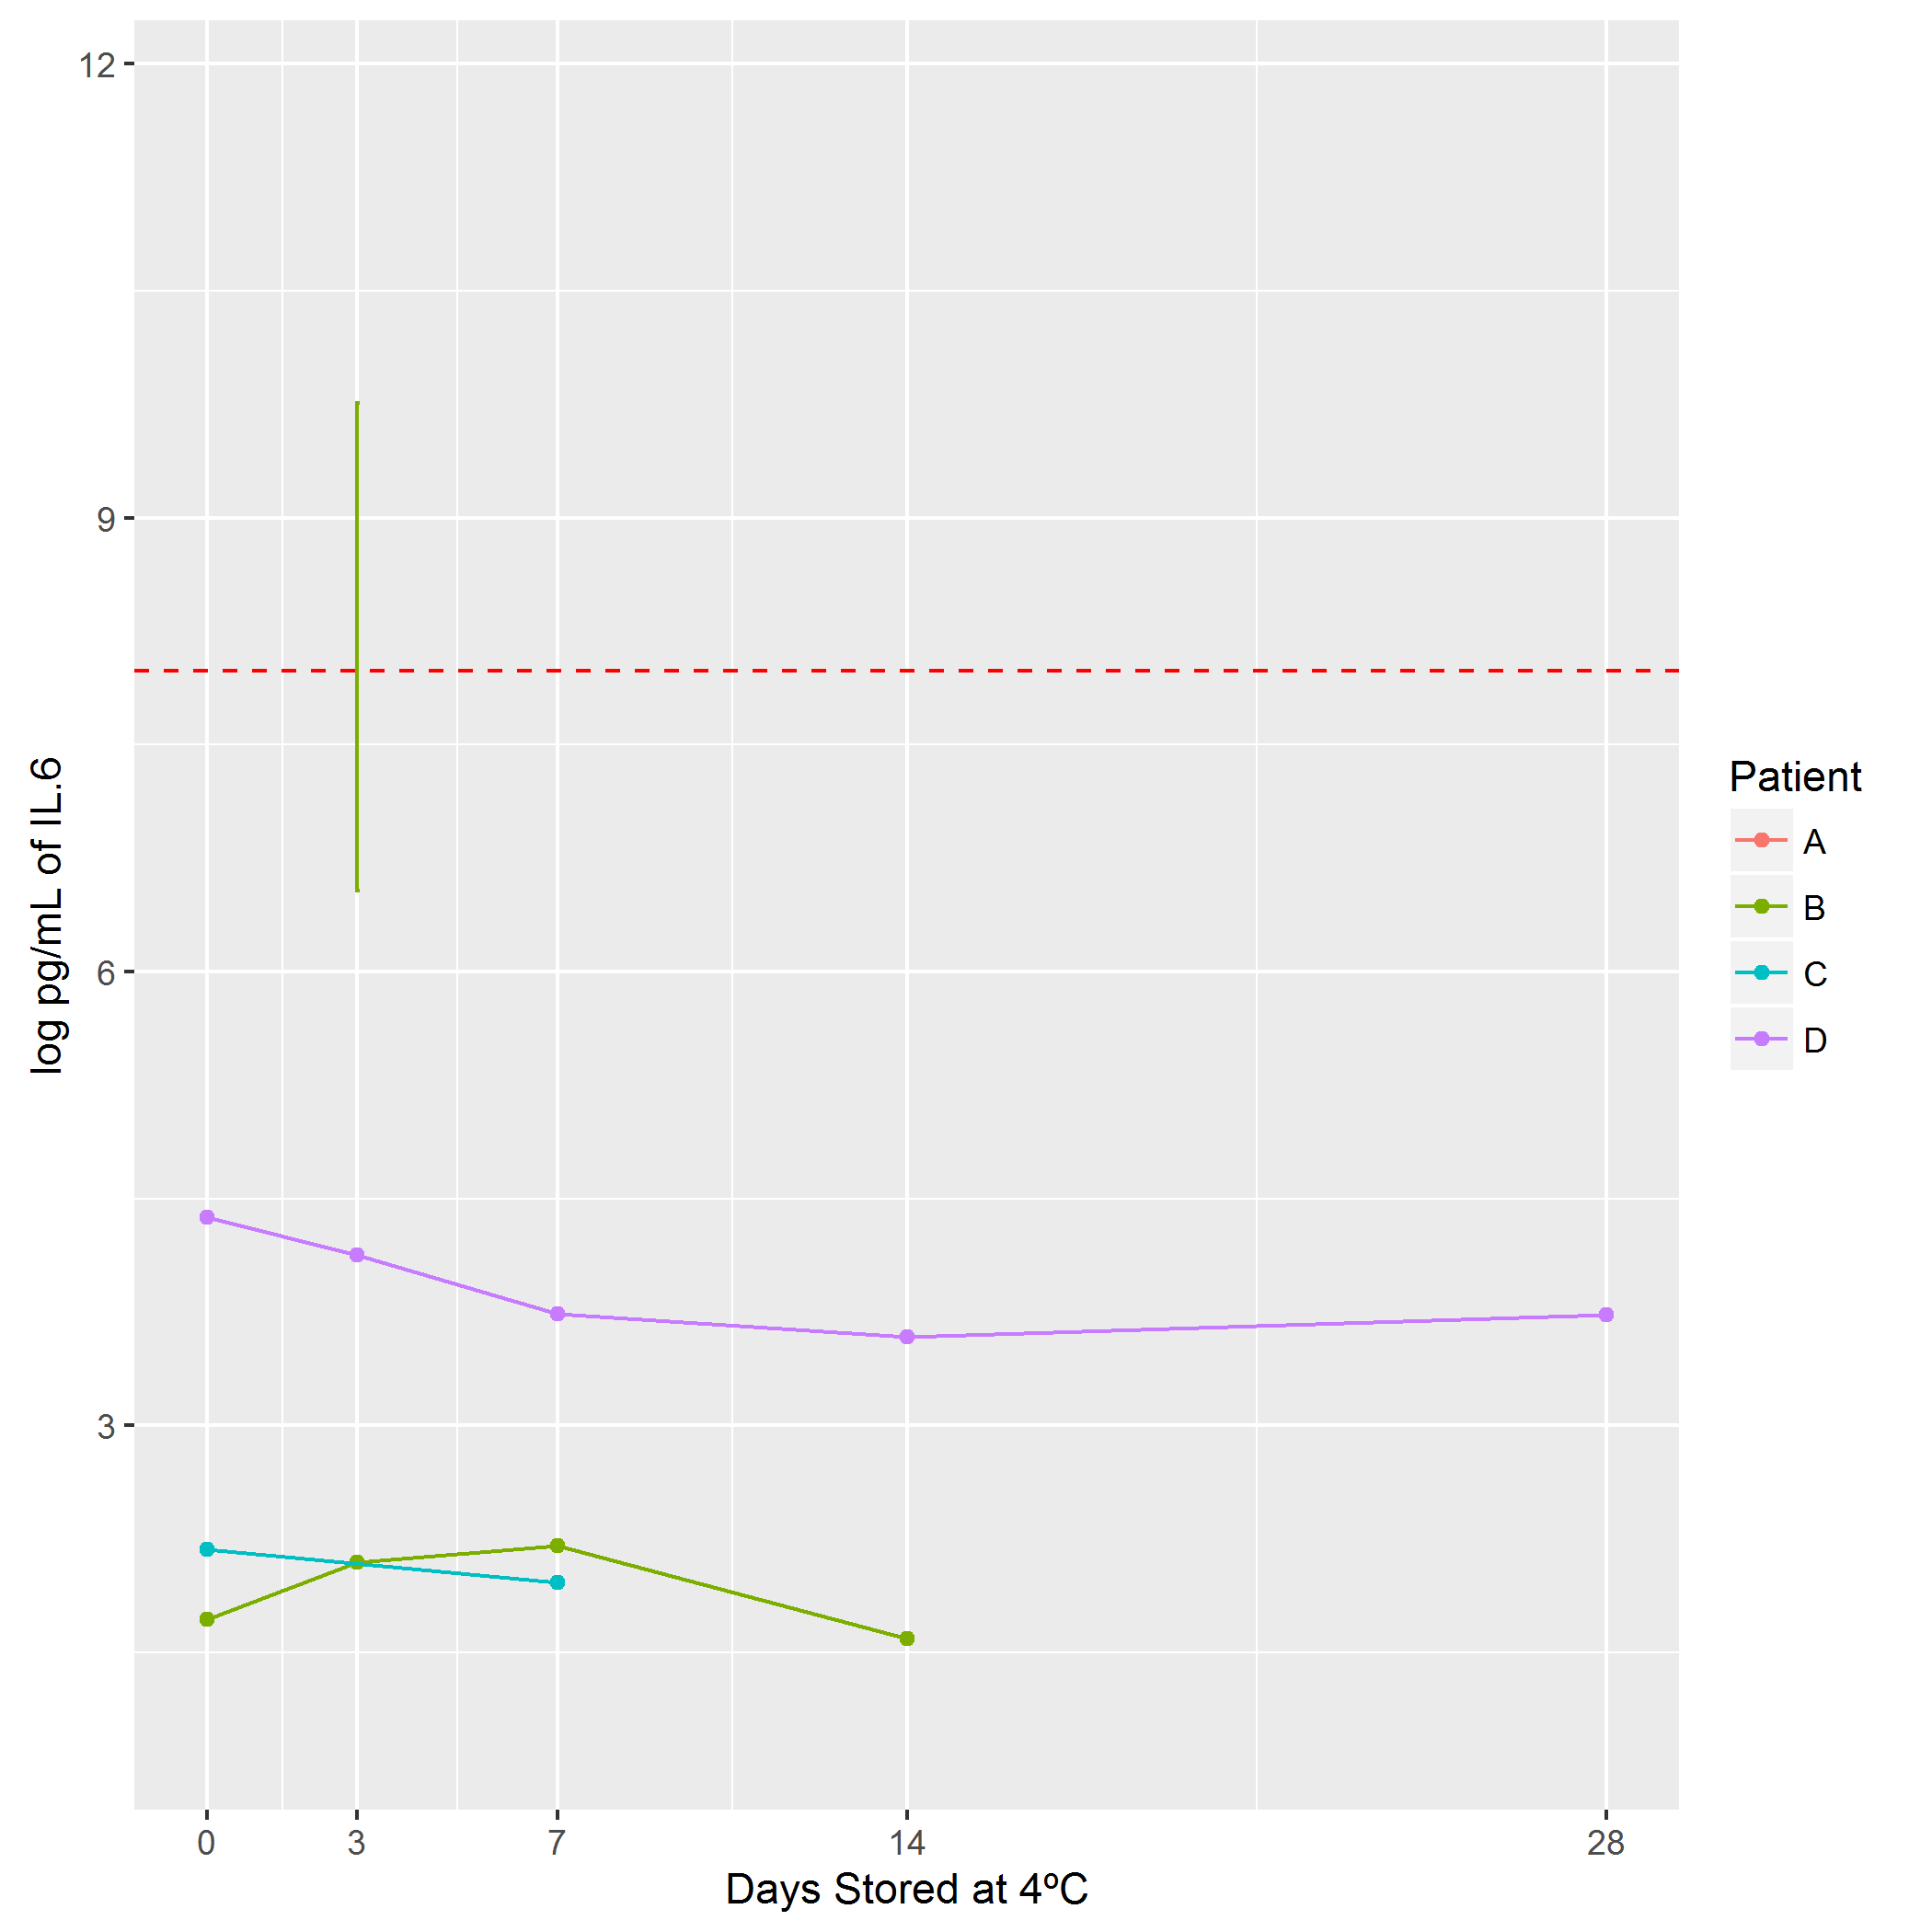 12
9
6
3
log pg/mL of IL.6
0 3 7 14 28
Days Stored at 4ºC
Patient
A
B
C
D